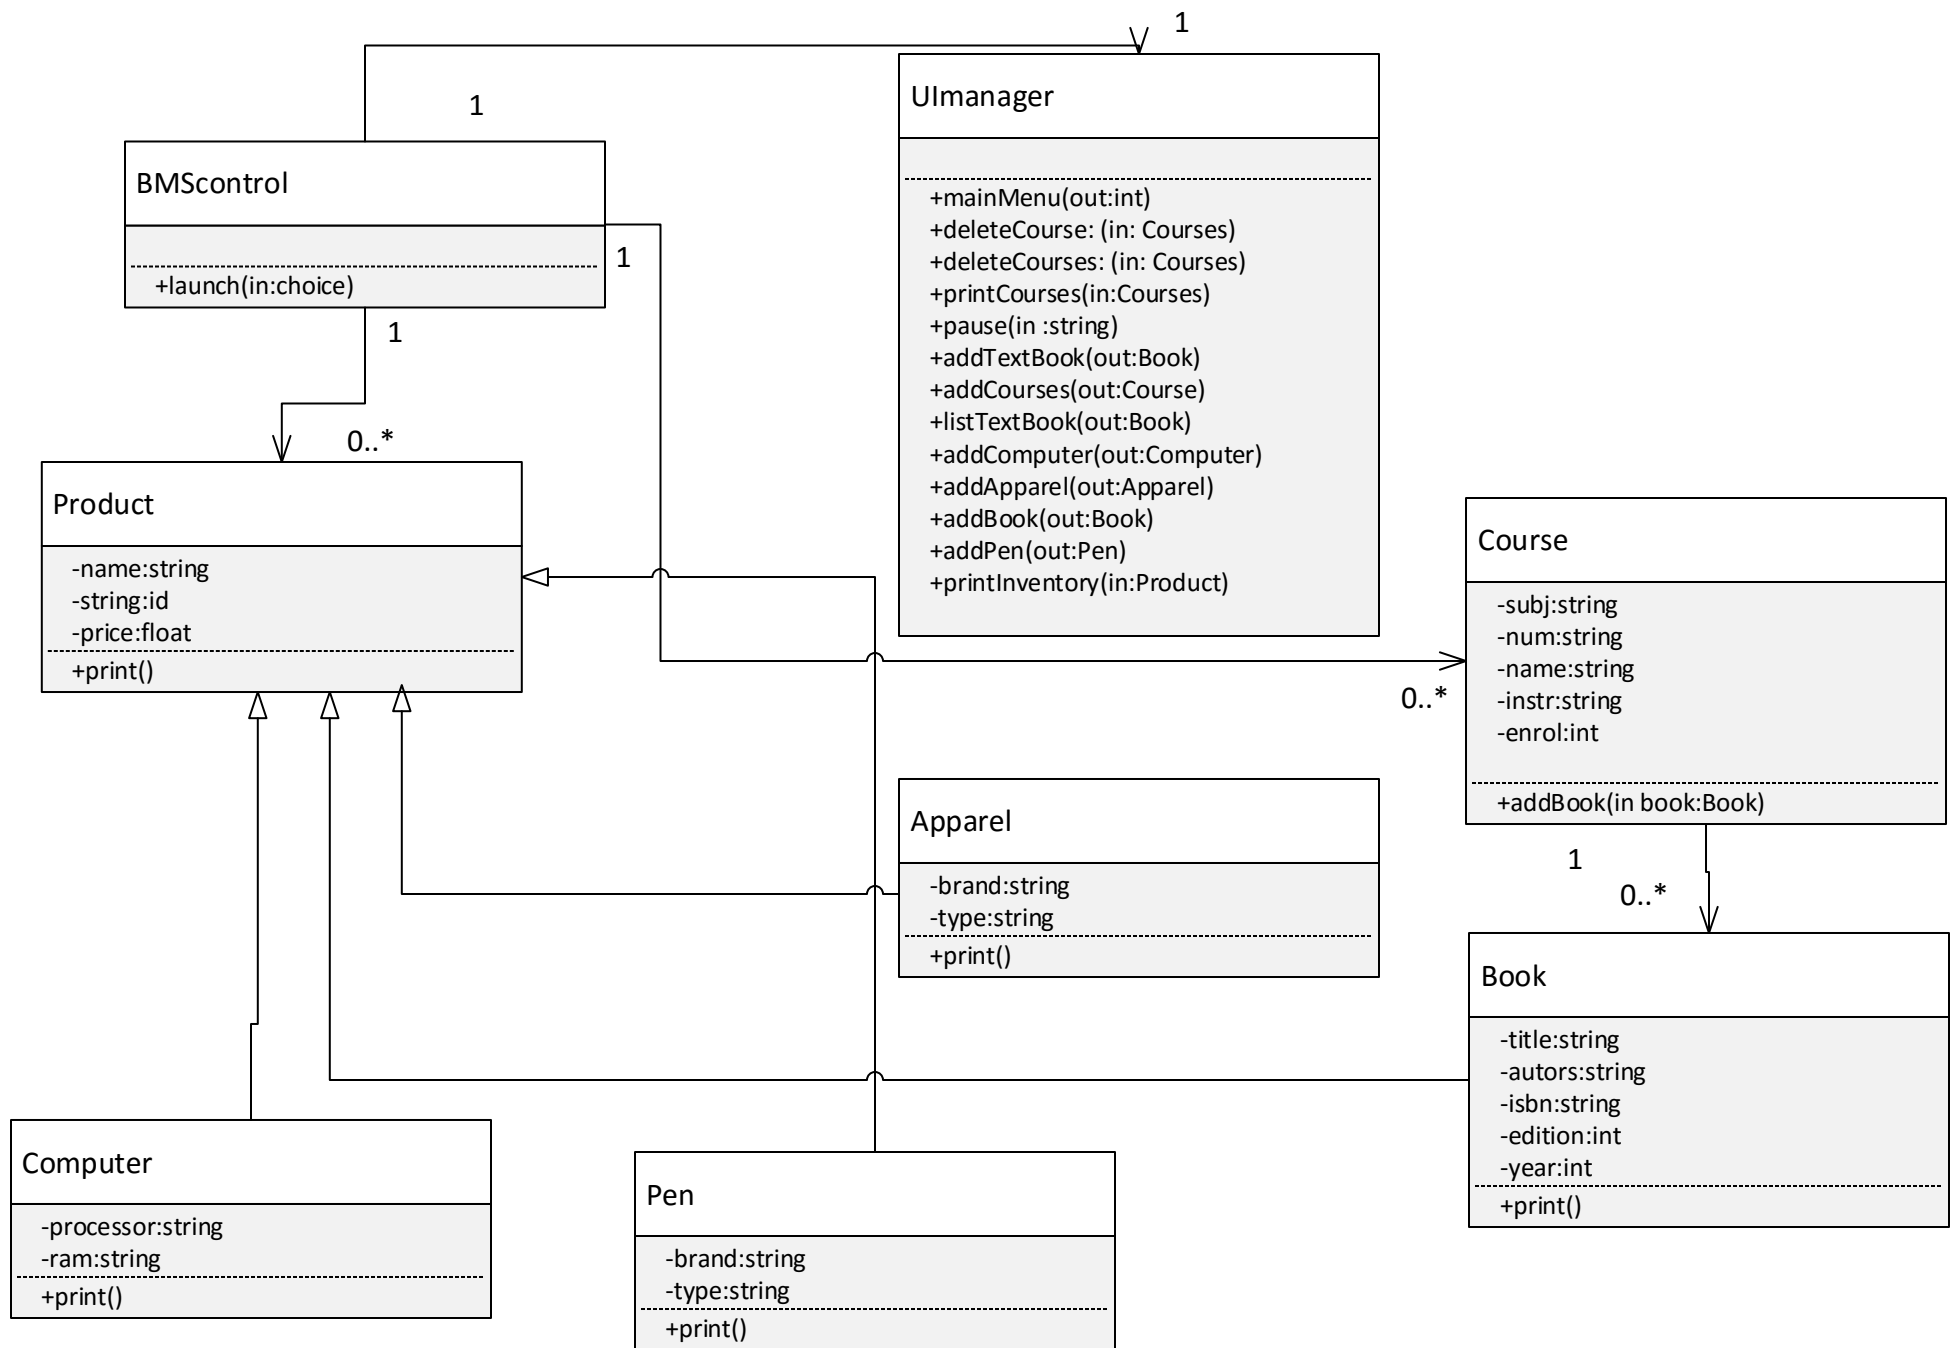 1
1
UImanager
+mainMenu(out:int)
+deleteCourse: (in: Courses)
+deleteCourses: (in: Courses)
+printCourses(in:Courses)
+pause(in :string)
+addTextBook(out:Book)
+addCourses(out:Course)
+listTextBook(out:Book)
+addComputer(out:Computer)
+addApparel(out:Apparel)
+addBook(out:Book)
+addPen(out:Pen)
+printInventory(in:Product)
BMScontrol
+launch(in:choice)
1
1
0..*
Product
-name:string
-string:id
-price:float
+print()
0..*
Course
-subj:string
-num:string
-name:string
-instr:string
-enrol:int
+addBook(in book:Book)
1
0..*
Apparel
-brand:string
-type:string
+print()
Book
-title:string
-autors:string
-isbn:string
-edition:int
-year:int
+print()
Computer
-processor:string
-ram:string
+print()
Pen
-brand:string
-type:string
+print()